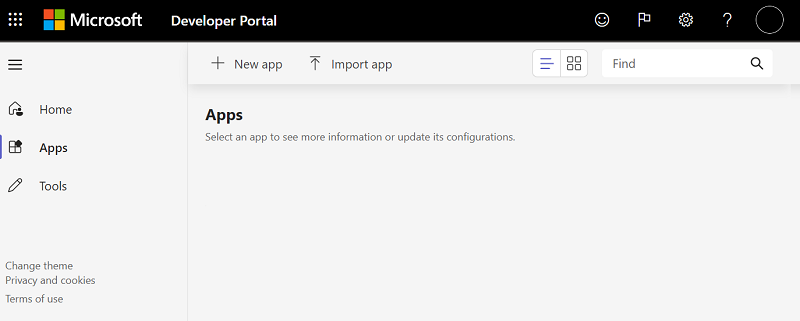 Microsoft Developer Portal
New app Import app Find
Home
Apps
Tools
Apps
Select an app to see more information or update its configurations.
Change theme
Privacy and cookies
Terms of use